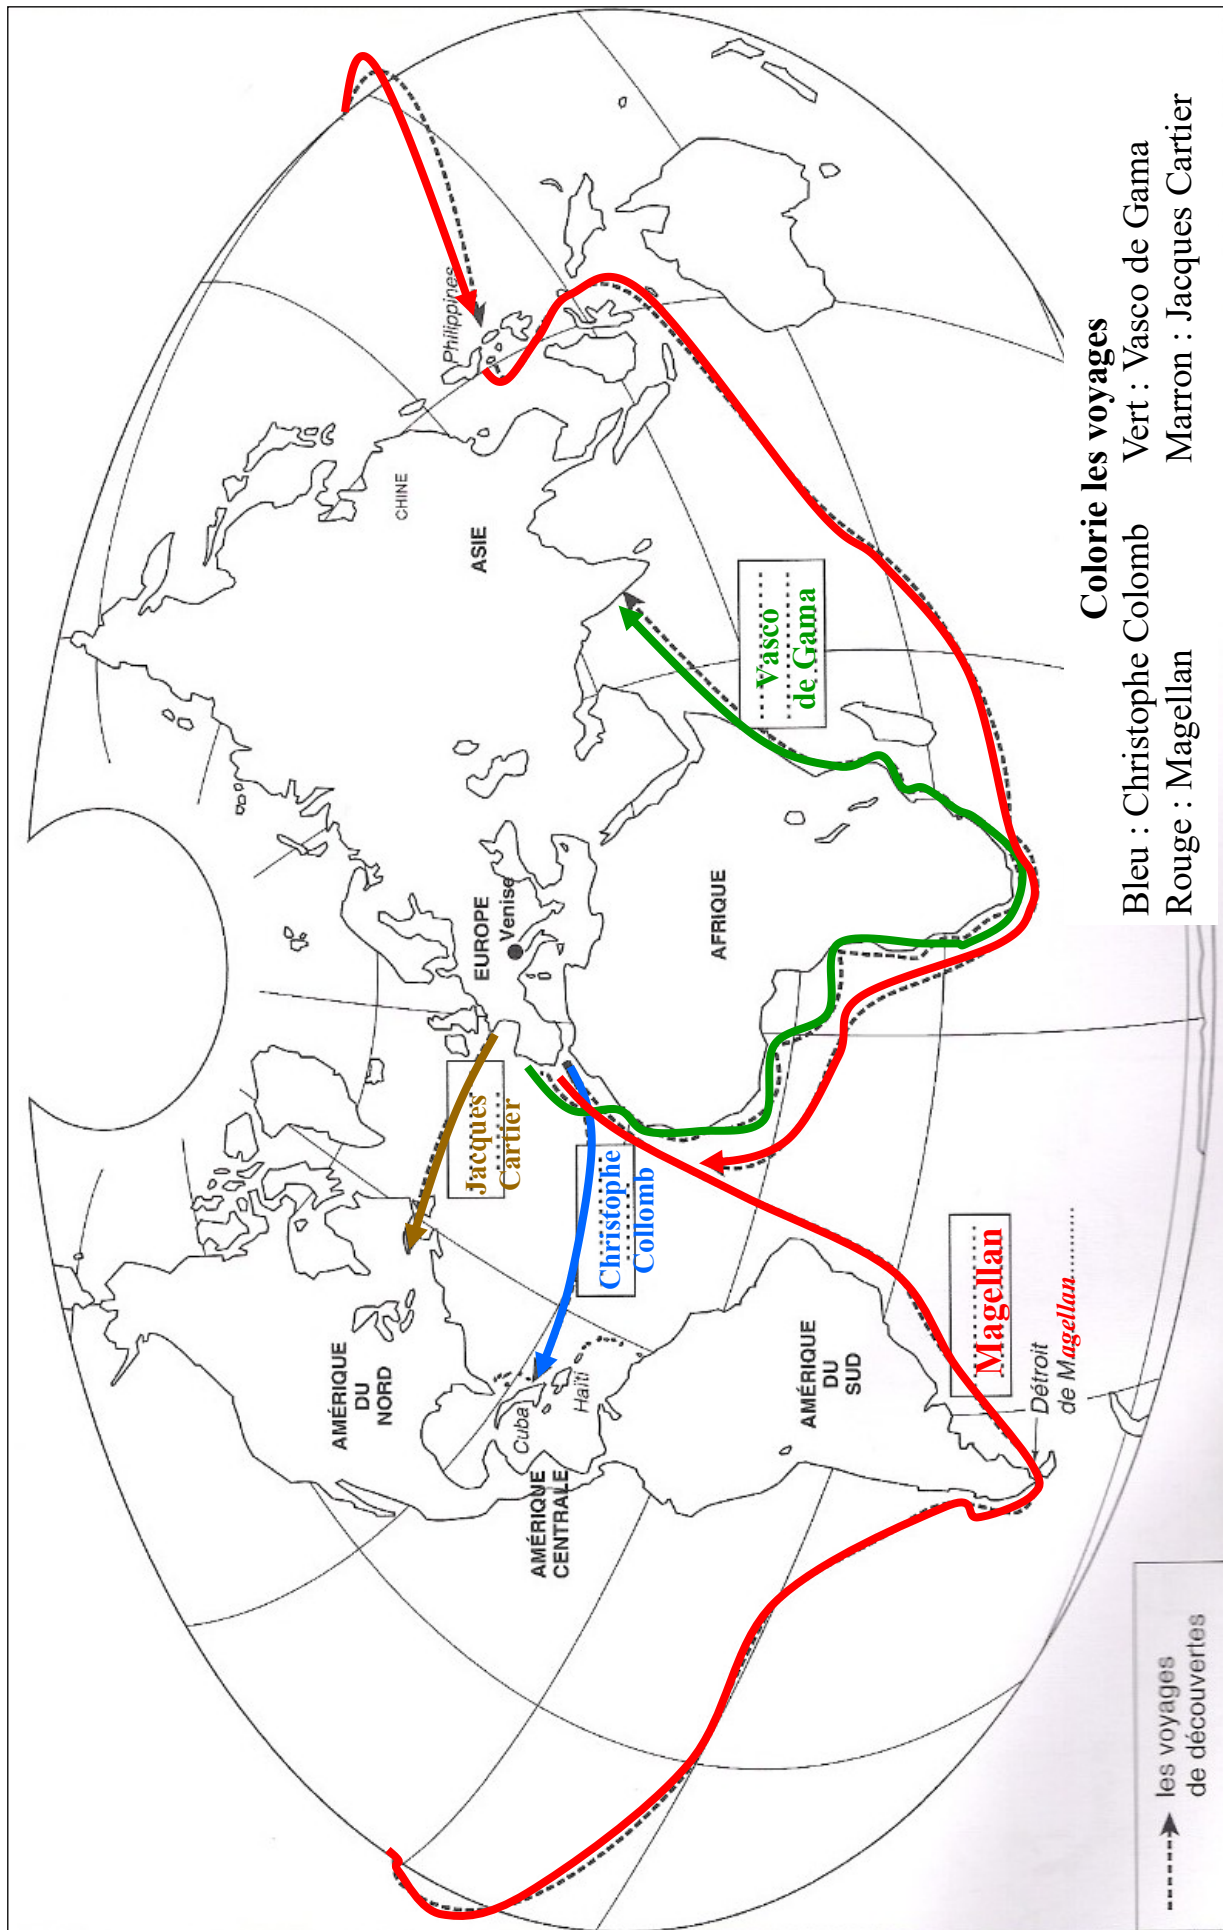 AMÉRIQUE
DU
NORD
AMÉRIQUE
CENTRALE
Cuba
Haïti
AMÉRIQUE
DU
SUD
Jacques
Cartier
Christophe
Collomb
Magellan
Détroit
de Magellan
EUROPE
Venise
AFRIQUE
Vasco
de Gama
ASIE
CHINE
Philippines
les voyages
de découvertes
Colorie les voyages
Bleu : Christophe Colomb Vert : Vasco de Gama
Rouge : Magellan Marron : Jacques Cartier